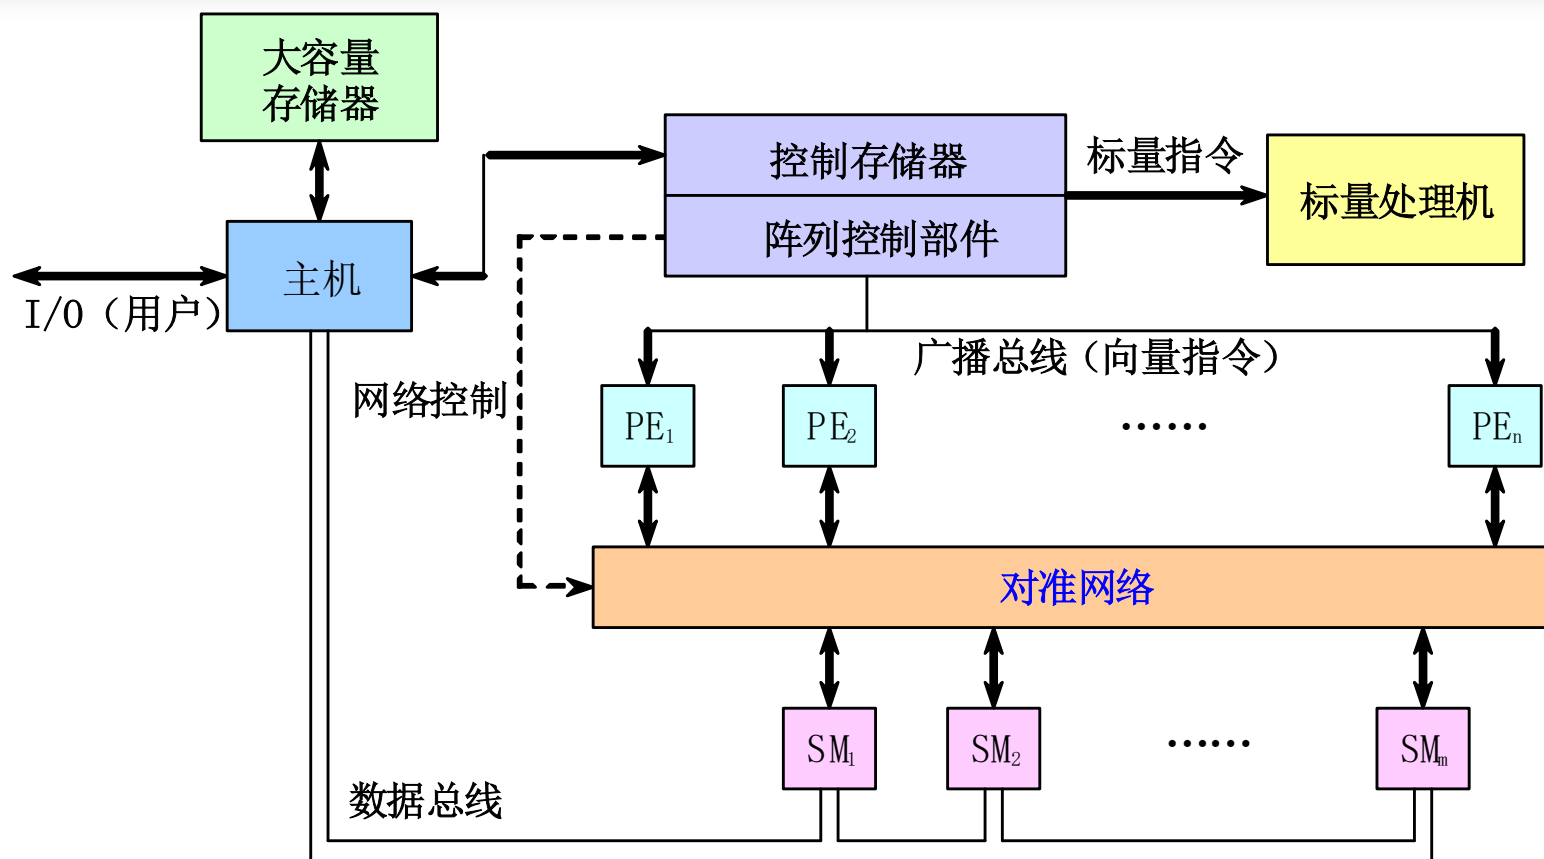 大容量
存储器
控制存储器
标量指令
标量处理机
阵列控制部件
主机
I/O（用户）
广播总线（向量指令）
网络控制
PE₁
PE₂
……
PEₙ
对准网络
SM₁
SM₂
……
SMₘ
数据总线